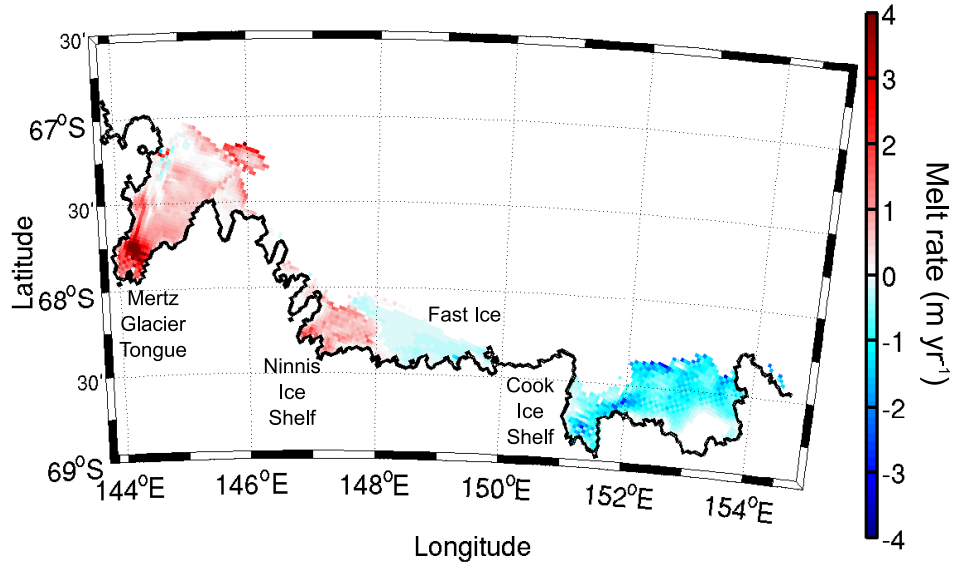 30'
67°S
30'
68°S
30'
69°S
Latitude
Mertz
Glacier
Tongue
Ninnis
Ice
Shelf
Fast Ice
Cook
Ice
Shelf
144°E
146°E
148°E
150°E
152°E
154°E
Longitude
4
3
2
1
0
-1
-2
-3
-4
Melt rate (m yr⁻¹)